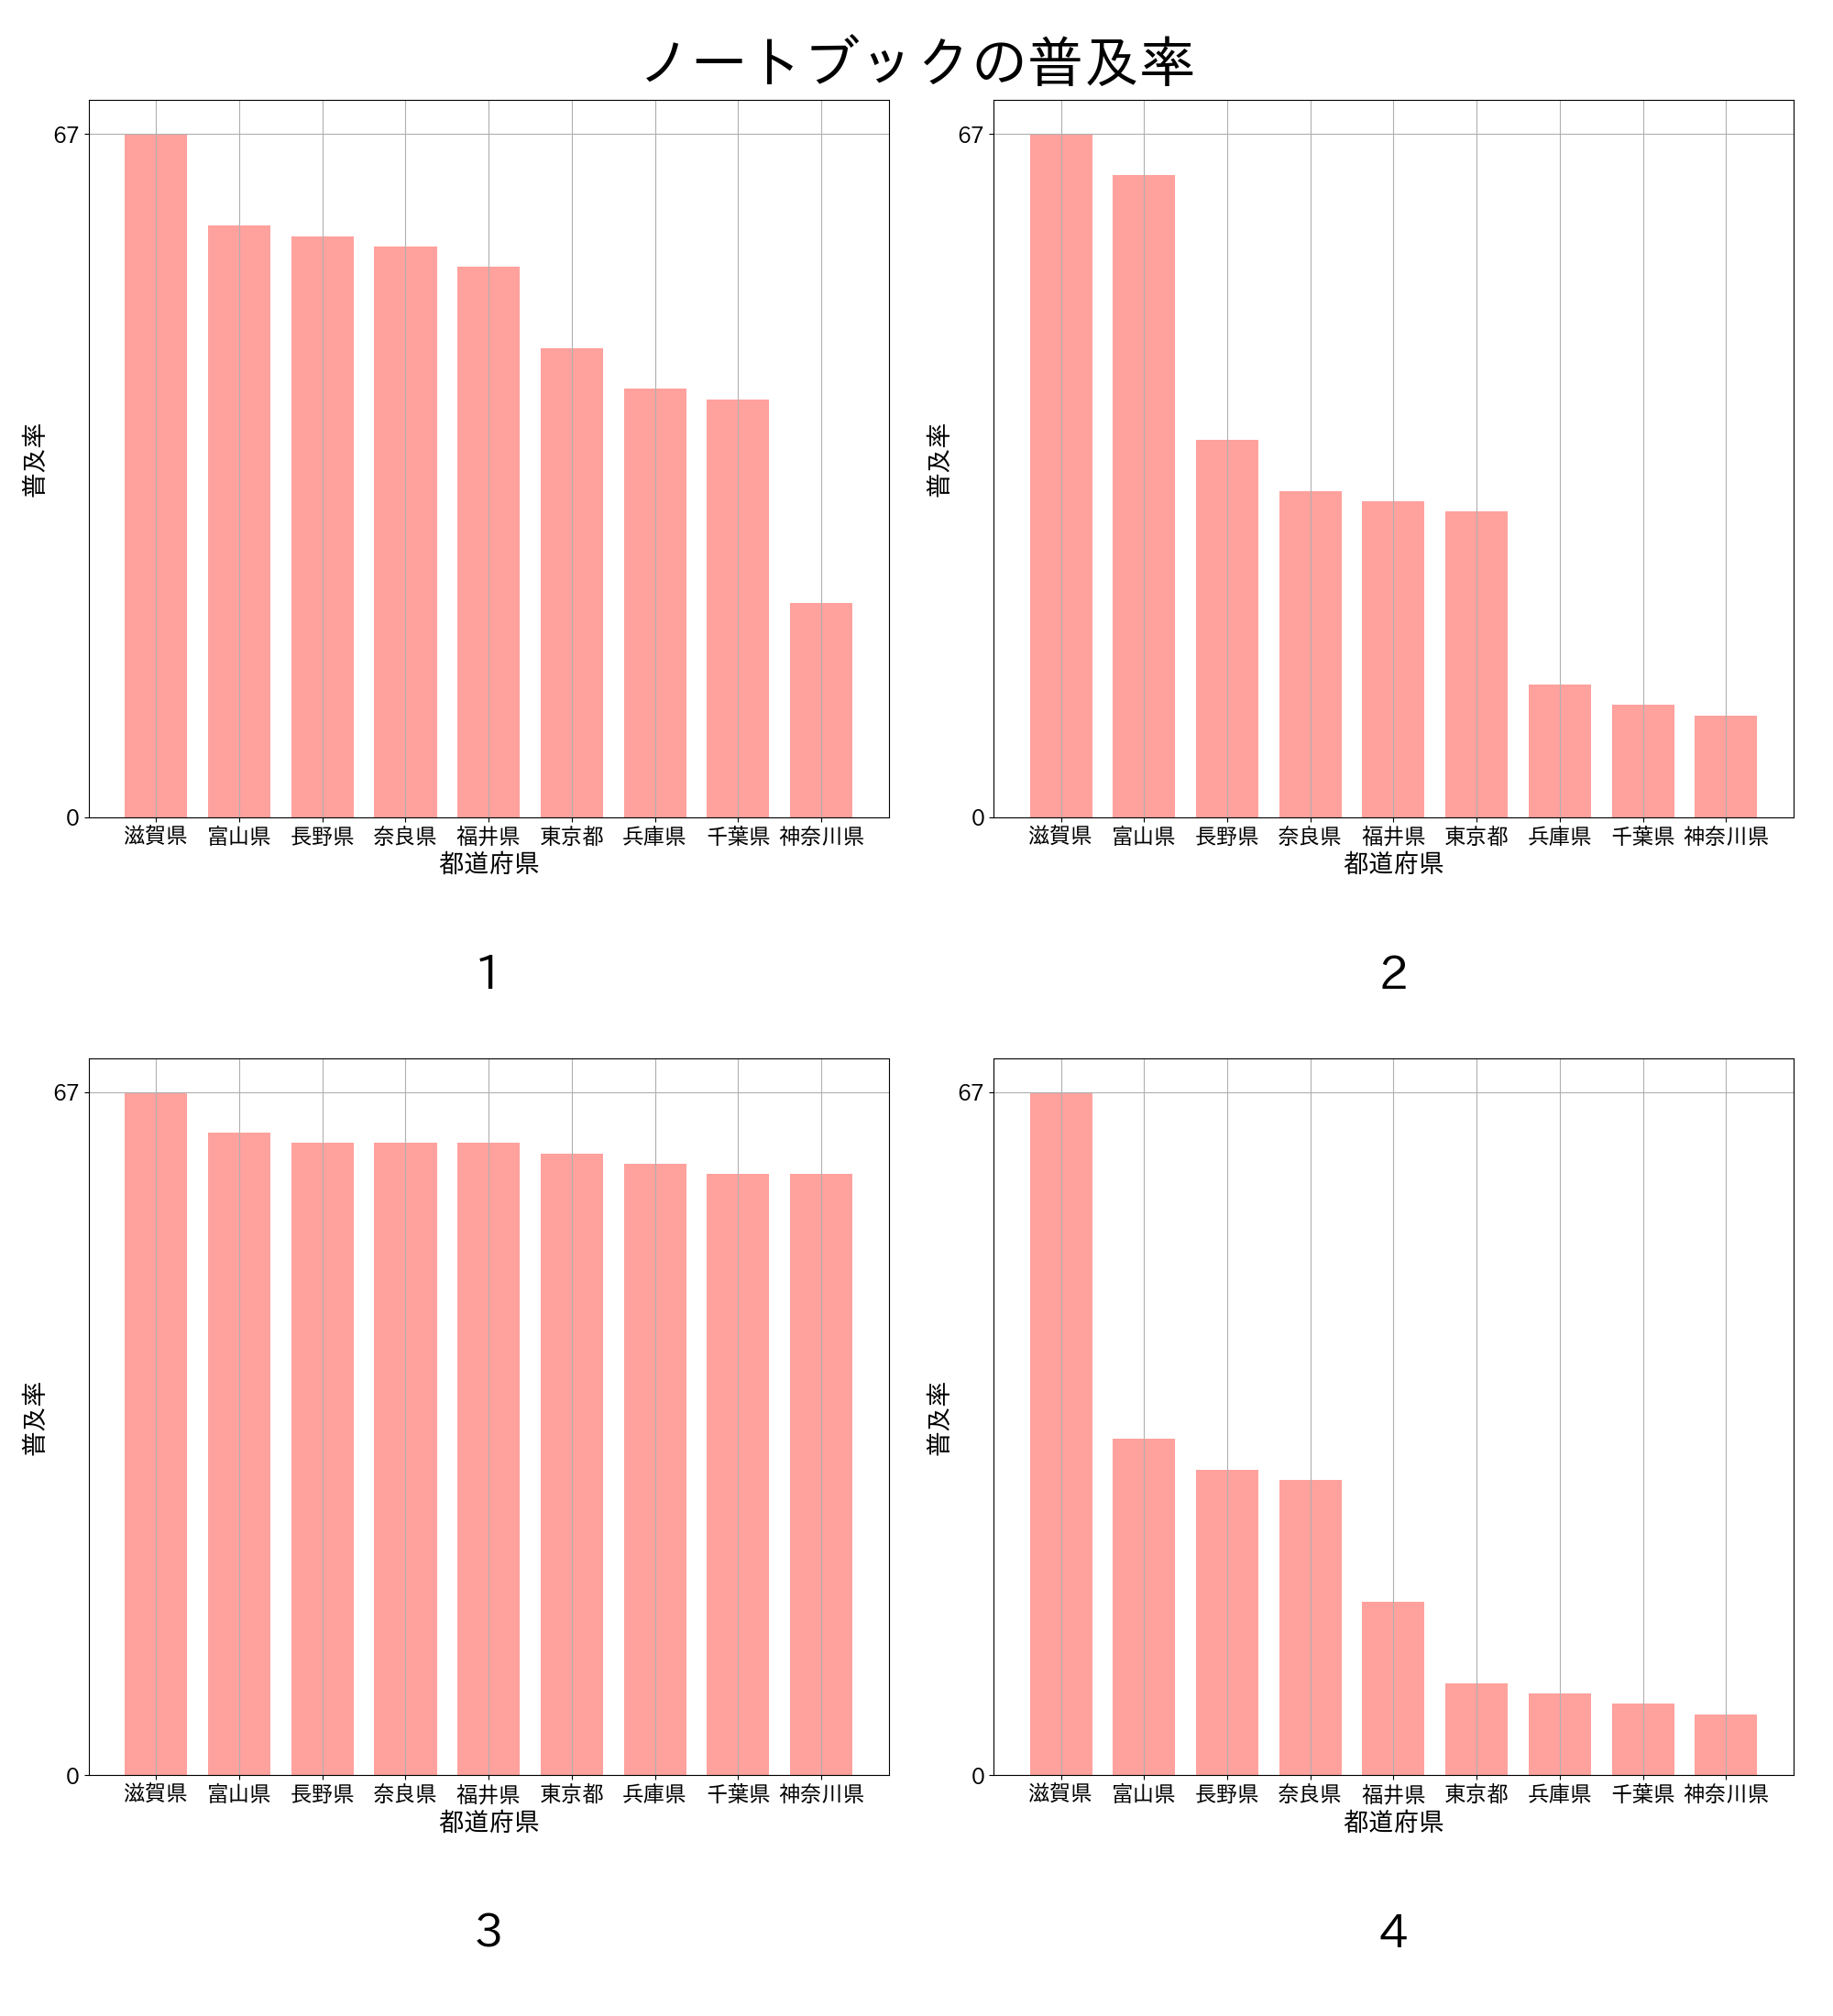 ノートブックの普及率
67
0
普及率
滋賀県 富山県 長野県 奈良県 福井県 東京都 兵庫県 千葉県 神奈川県
都道府県
1
67
0
普及率
滋賀県 富山県 長野県 奈良県 福井県 東京都 兵庫県 千葉県 神奈川県
都道府県
2
67
0
普及率
滋賀県 富山県 長野県 奈良県 福井県 東京都 兵庫県 千葉県 神奈川県
都道府県
3
67
0
普及率
滋賀県 富山県 長野県 奈良県 福井県 東京都 兵庫県 千葉県 神奈川県
都道府県
4